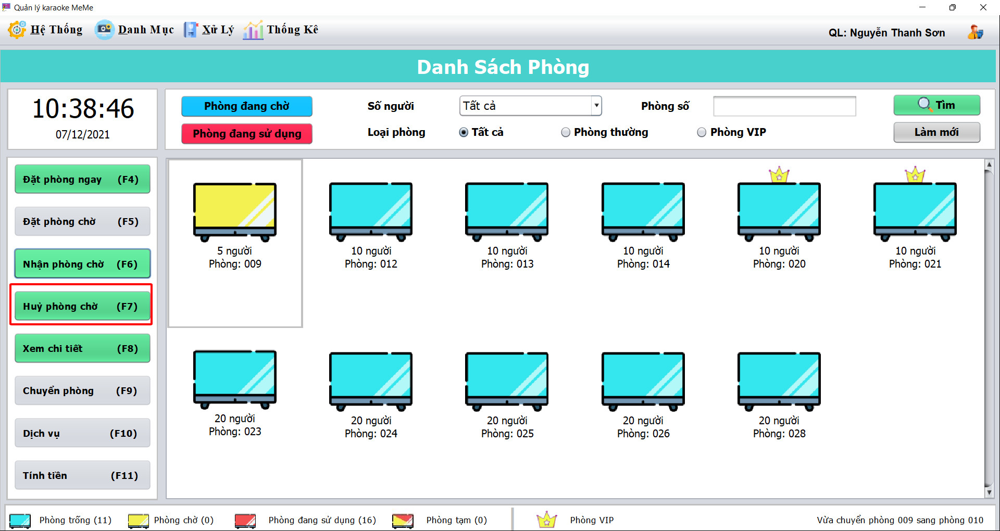 Quản lý karaoke MeMe
Hệ Thống Danh Mục Xử Lý Thống Kê
QL: Nguyễn Thanh Sơn
Danh Sách Phòng
10:38:46
07/12/2021
Phòng đang chờ
Phòng đang sử dụng
Số người Tất cả Phòng số
Tìm
Loại phòng Tất cả Phòng thường Phòng VIP
Làm mới
Đặt phòng ngay (F4)
Đặt phòng chờ (F5)
Nhận phòng chờ (F6)
Huỷ phòng chờ (F7)
Xem chi tiết (F8)
Chuyển phòng (F9)
Dịch vụ (F10)
Tính tiền (F11)
5 người
Phòng: 009
10 người
Phòng: 012
10 người
Phòng: 013
10 người
Phòng: 014
10 người
Phòng: 020
10 người
Phòng: 021
20 người
Phòng: 023
20 người
Phòng: 024
20 người
Phòng: 025
20 người
Phòng: 026
20 người
Phòng: 028
Phòng trống (11) Phòng chờ (0) Phòng đang sử dụng (16) Phòng tạm (0) Phòng VIP
Vừa chuyển phòng 009 sang phòng 010